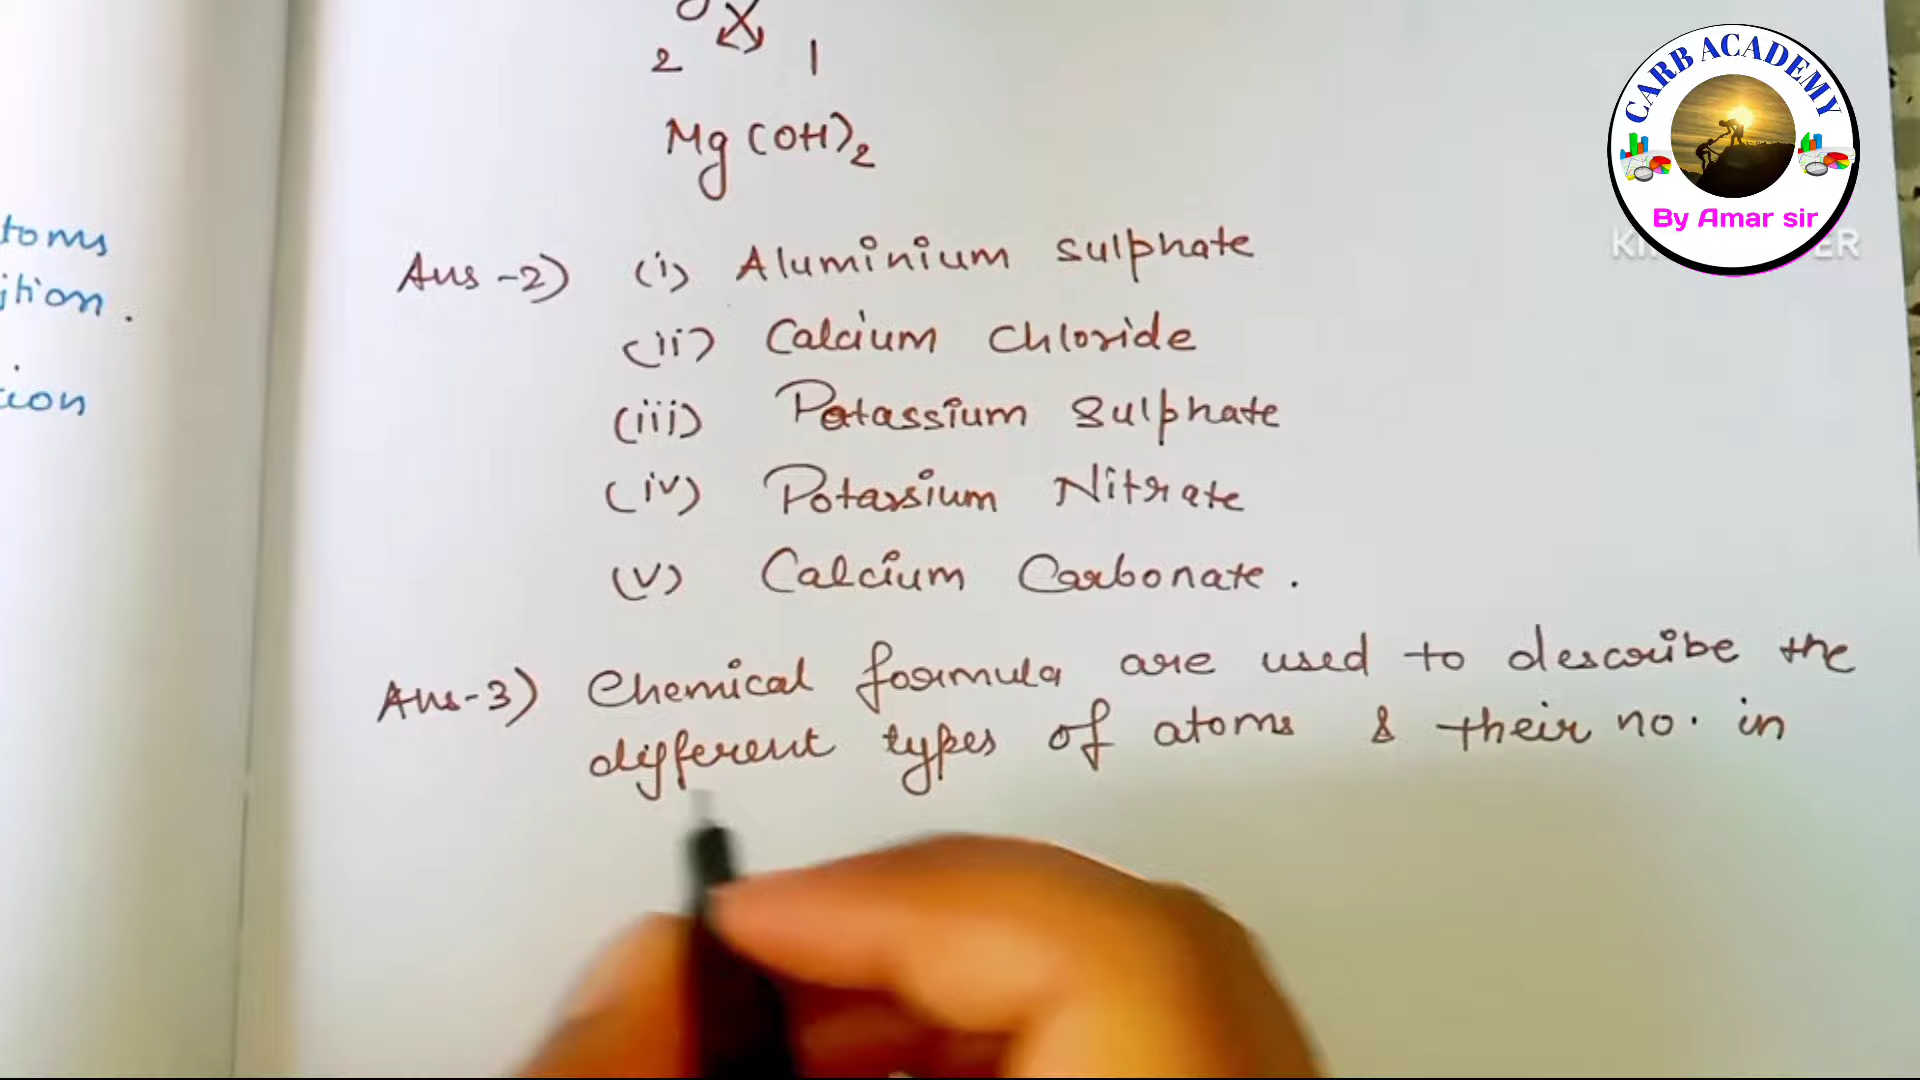 2 1
Mg(OH)2
toms
ition.
ion
Ans-2) (i) Aluminium sulphate
(ii) Calcium Chloride
(iii) Potassium Sulphate
(iv) Potassium Nitrate
(v) Calcium Carbonate.
Ans-3) Chemical formula are used to describe the
different types of atoms & their no. in
CARB ACADEMY
By Amar sir